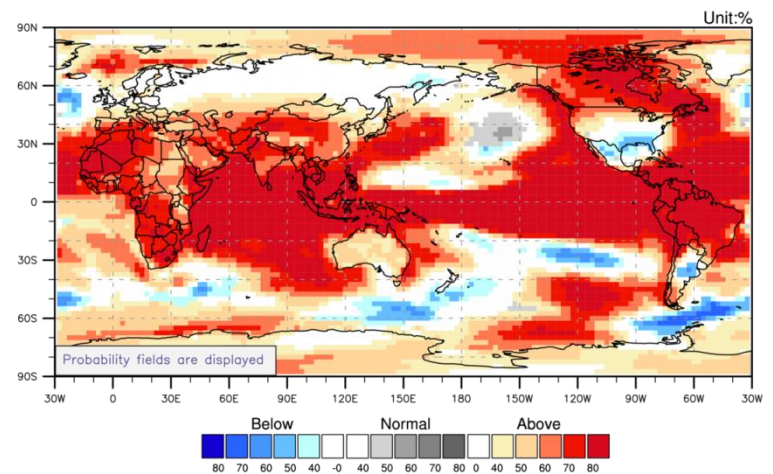 Unit:%
90N
60N
30N
0
30S
60S
90S
Probability fields are displayed
30W 0 30E 60E 90E 120E 150E 180 150W 120W 90W 60W 30W
Below Normal Above
80 70 60 50 40 -0 40 50 60 70 80 0 40 50 60 70 80